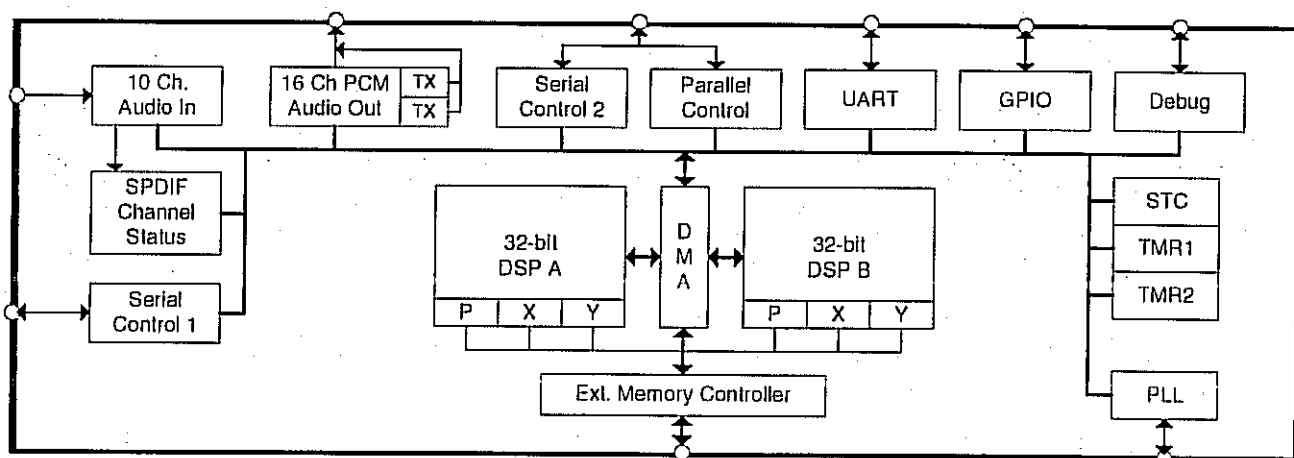 10 Ch.
Audio In
16 Ch PCM
Audio Out
TX
TX
Serial
Control 2
Parallel
Control
UART
GPIO
Debug
SPDIF
Channel
Status
Serial
Control 1
32-bit
DSP A
P X Y
D
M
A
32-bit
DSP B
P X Y
STC
TMR1
TMR2
Ext. Memory Controller
PLL